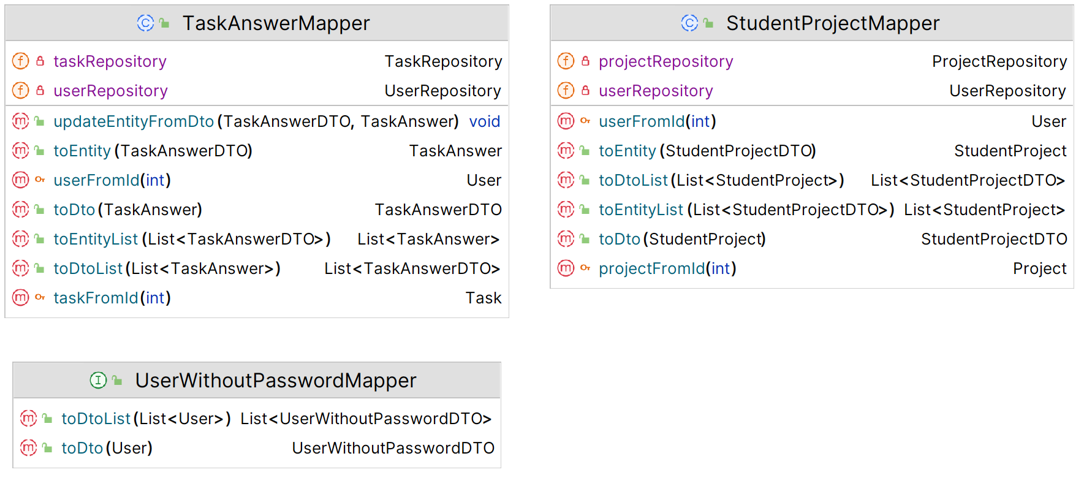 TaskAnswerMapper
taskRepository TaskRepository
userRepository UserRepository
updateEntityFromDto(TaskAnswerDTO, TaskAnswer) void
toEntity(TaskAnswerDTO) TaskAnswer
userFromId(int) User
toDto(TaskAnswer) TaskAnswerDTO
toEntityList(List<TaskAnswerDTO>) List<TaskAnswer>
toDtoList(List<TaskAnswer>) List<TaskAnswerDTO>
taskFromId(int) Task
StudentProjectMapper
projectRepository ProjectRepository
userRepository UserRepository
userFromId(int) User
toEntity(StudentProjectDTO) StudentProject
toDtoList(List<StudentProject>) List<StudentProjectDTO>
toEntityList(List<StudentProjectDTO>) List<StudentProject>
toDto(StudentProject) StudentProjectDTO
projectFromId(int) Project
UserWithoutPasswordMapper
toDtoList(List<User>) List<UserWithoutPasswordDTO>
toDto(User) UserWithoutPasswordDTO